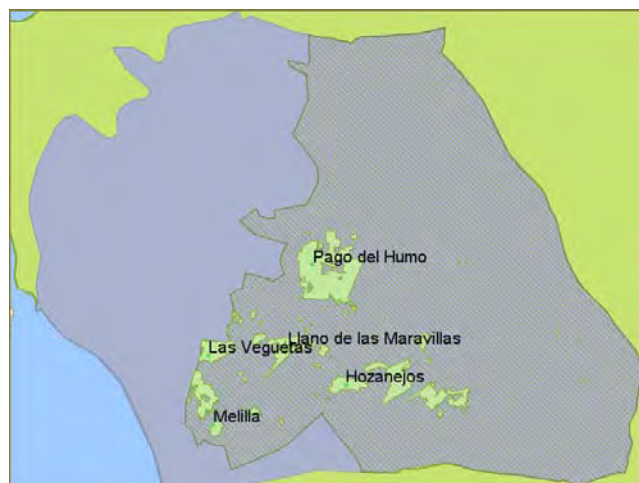 Pago del Humo
Llano de las Maravillas
Las Veguetas
Hozanejos
Melilla